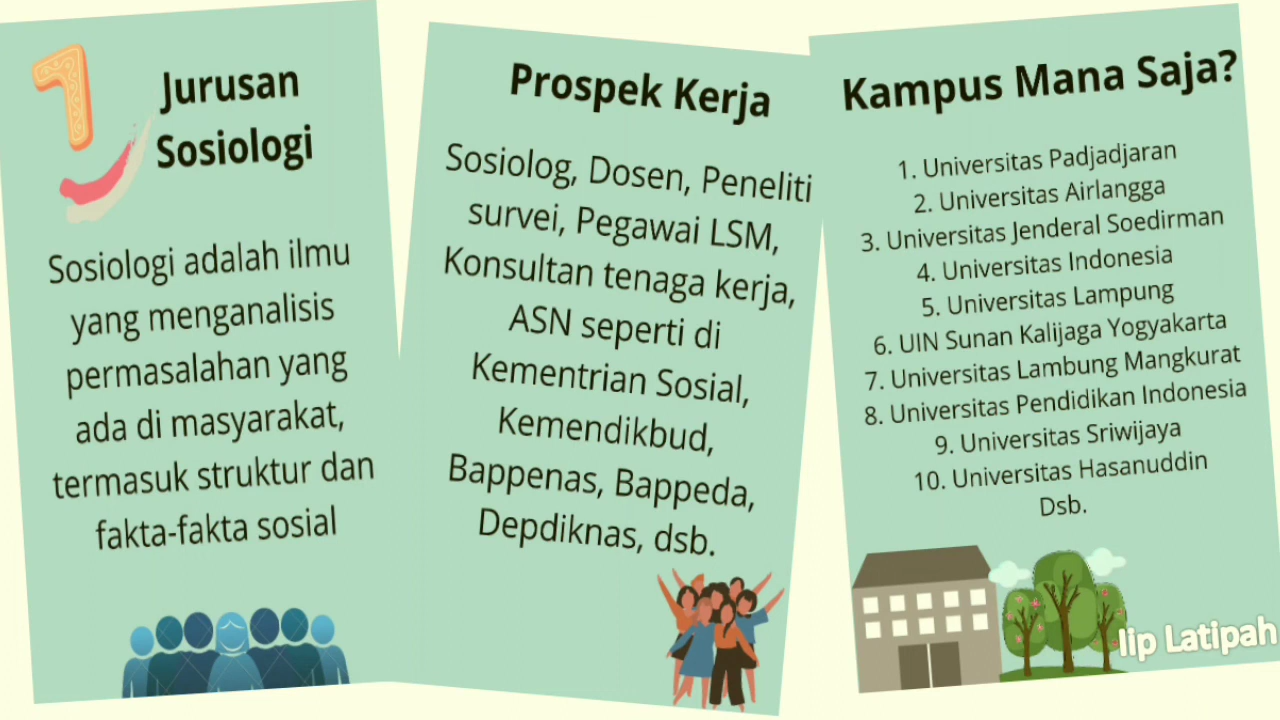 1
Jurusan
Sosiologi
Sosiologi adalah ilmu
yang menganalisis
permasalahan yang
ada di masyarakat,
termasuk struktur dan
fakta-fakta sosial
Prospek Kerja
Sosiolog, Dosen, Peneliti
survei, Pegawai LSM,
Konsultan tenaga kerja,
ASN seperti di
Kementrian Sosial,
Kemendikbud,
Bappenas, Bappeda,
Depdiknas, dsb.
Kampus Mana Saja?
1. Universitas Padjadjaran
2. Universitas Airlangga
3. Universitas Jenderal Soedirman
4. Universitas Indonesia
5. Universitas Lampung
6. UIN Sunan Kalijaga Yogyakarta
7. Universitas Lambung Mangkurat
8. Universitas Pendidikan Indonesia
9. Universitas Sriwijaya
10. Universitas Hasanuddin
Dsb.
Iip Latipah